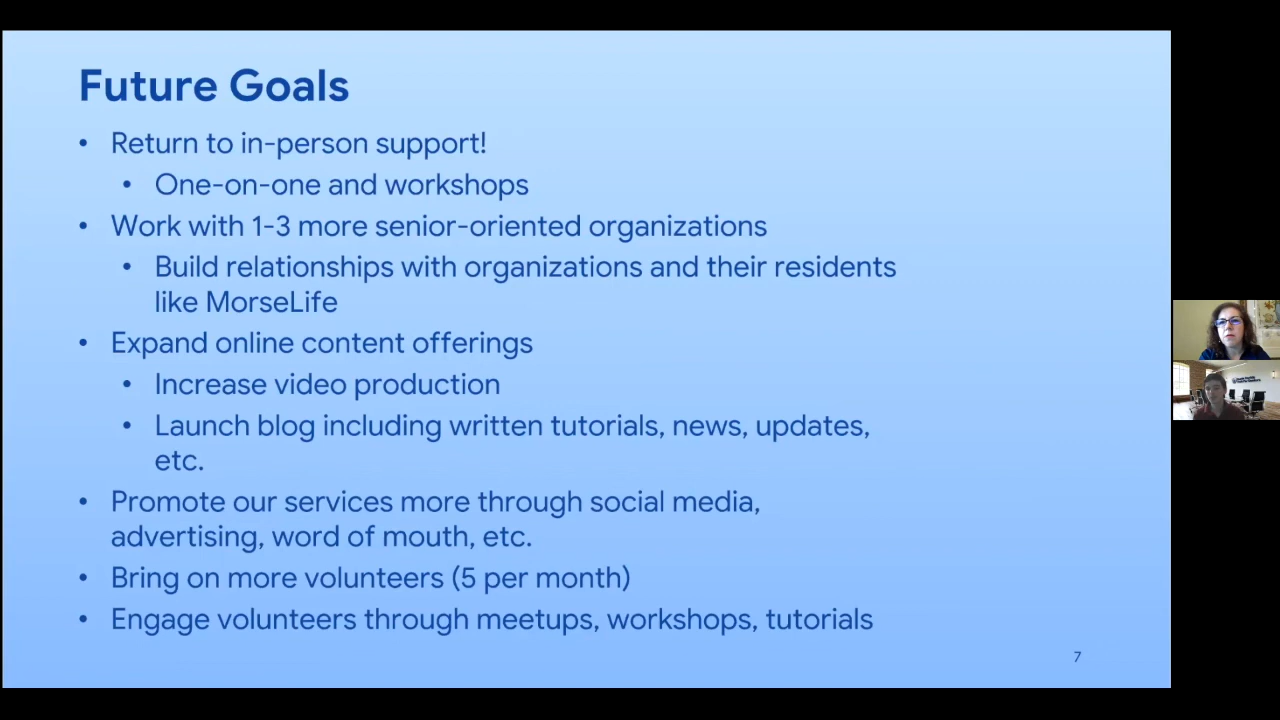 Future Goals
• Return to in-person support!
• One-on-one and workshops
• Work with 1-3 more senior-oriented organizations
• Build relationships with organizations and their residents
like MorseLife
• Expand online content offerings
• Increase video production
• Launch blog including written tutorials, news, updates,
etc.
• Promote our services more through social media,
advertising, word of mouth, etc.
• Bring on more volunteers (5 per month)
• Engage volunteers through meetups, workshops, tutorials
7